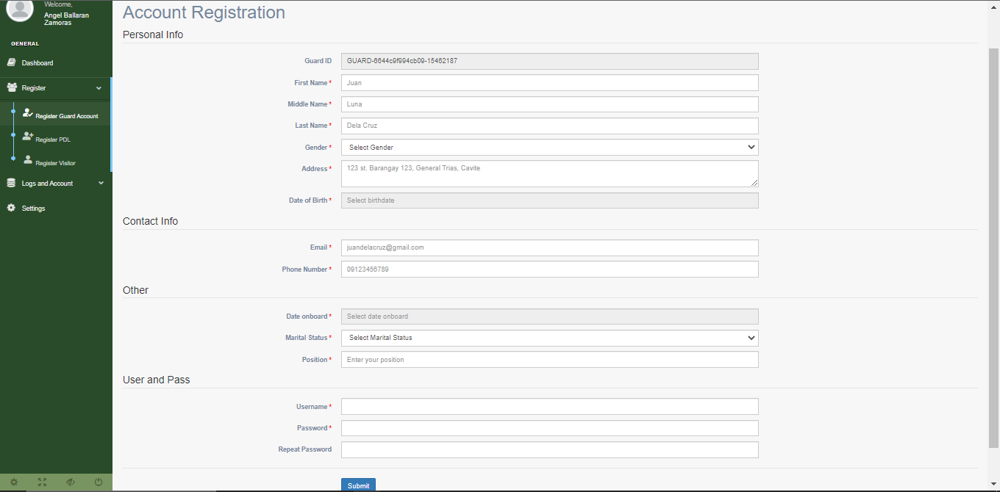 Welcome,
Angel Ballaran
Zamoras
GENERAL
Dashboard
Register
Register Guard Account
Register PDL
Register Visitor
Logs and Account
Settings
Account Registration
Personal Info
Guard ID GUARD-6644c9f994cb09-15462187
First Name * Juan
Middle Name * Luna
Last Name * Dela Cruz
Gender * Select Gender
Address * 123 st. Barangay 123, General Trias, Cavite
Date of Birth * Select birthdate
Contact Info
Email * juandelacruz@gmail.com
Phone Number * 09123456789
Other
Date onboard * Select date onboard
Marital Status * Select Marital Status
Position * Enter your position
User and Pass
Username *
Password *
Repeat Password
Submit